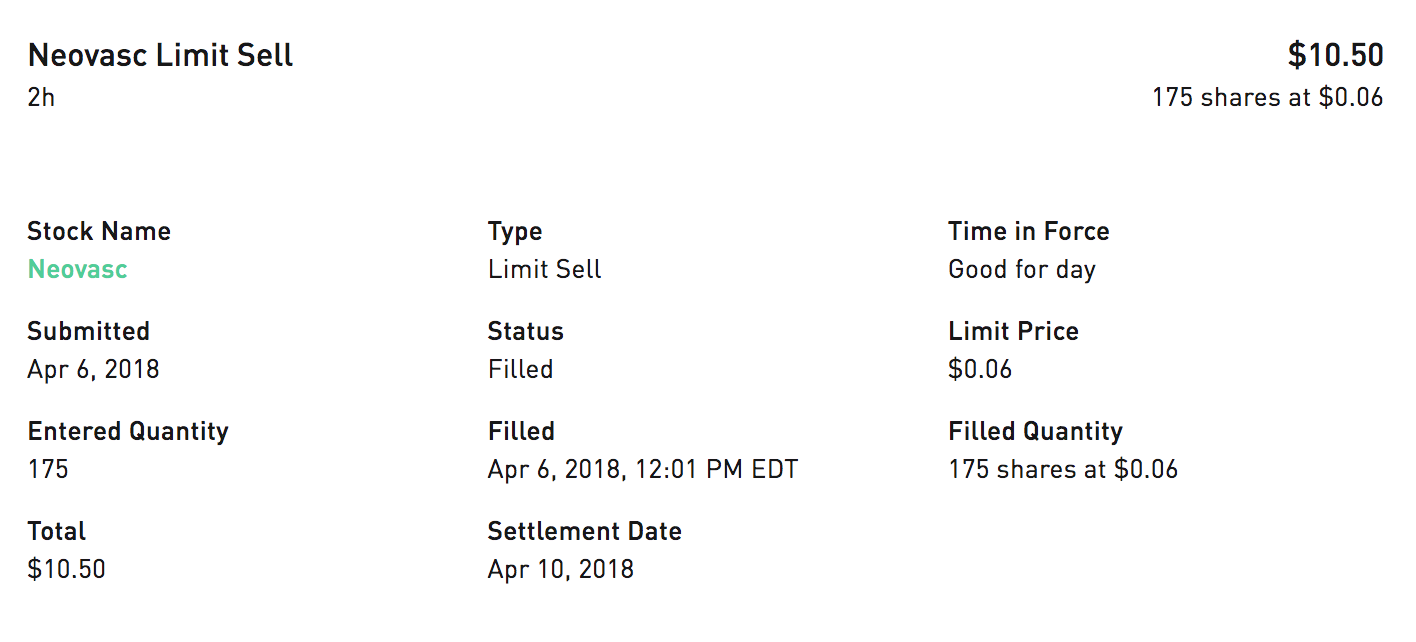 Neovasc Limit Sell
$10.50
2h
175 shares at $0.06
Stock Name
Neovasc
Type
Limit Sell
Time in Force
Good for day
Submitted
Apr 6, 2018
Status
Filled
Limit Price
$0.06
Entered Quantity
175
Filled
Apr 6, 2018, 12:01 PM EDT
Filled Quantity
175 shares at $0.06
Total
$10.50
Settlement Date
Apr 10, 2018